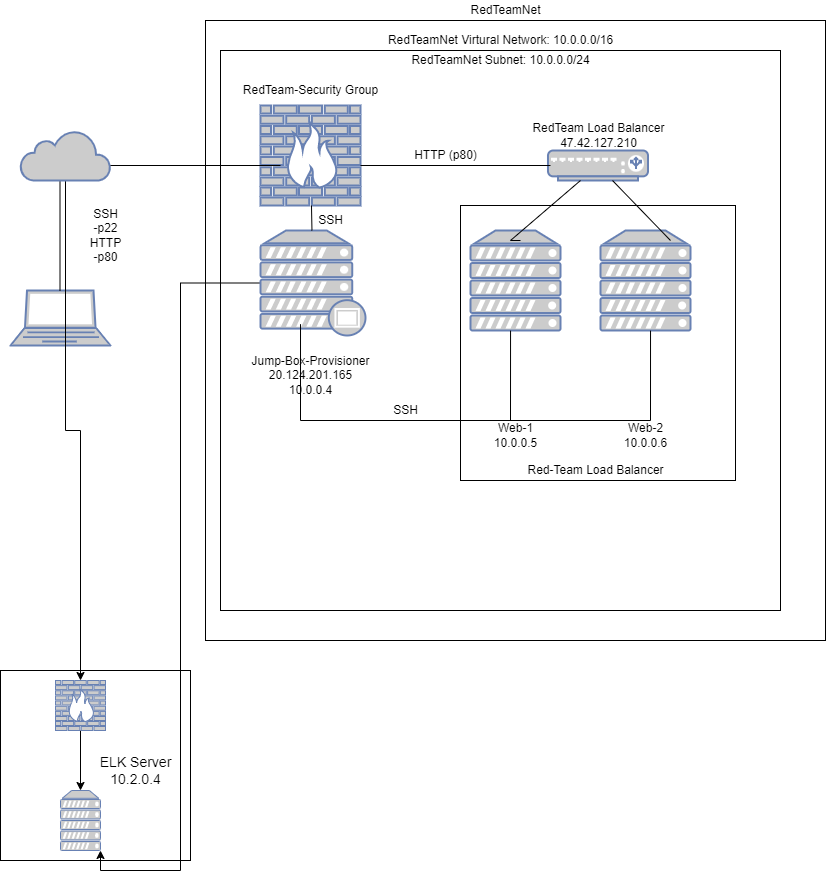 RedTeamNet
RedTeamNet Virtural Network: 10.0.0.0/16
RedTeamNet Subnet: 10.0.0.0/24
RedTeam-Security Group
RedTeam Load Balancer
47.42.127.210
HTTP (p80)
SSH
-p22
HTTP
-p80
SSH
Jump-Box-Provisioner
20.124.201.165
10.0.0.4
SSH
Web-1
10.0.0.5
Web-2
10.0.0.6
Red-Team Load Balancer
ELK Server
10.2.0.4